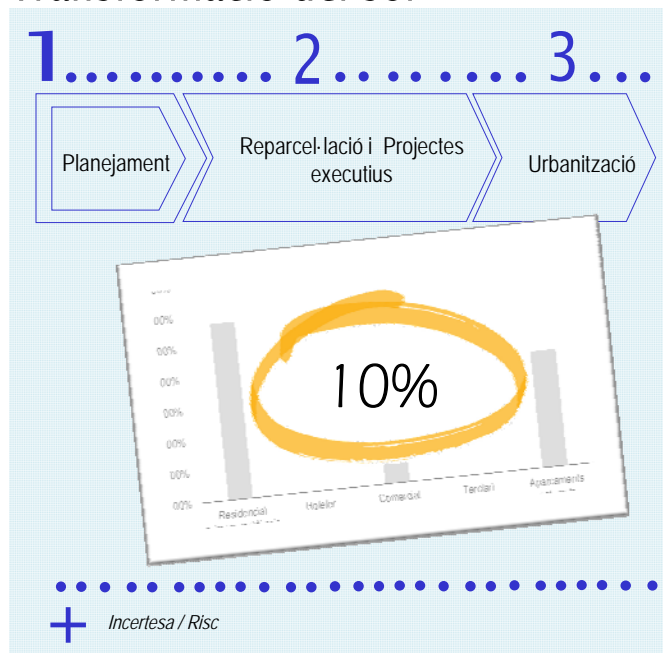 1 2 3
Planejament
Reparcel·lació i Projectes
executius
Urbanització
00%
00%
00%
00%
00%
00%
00%
10%
Residencial
Hoteler
Comercial
Terciari
Aparcaments
+ Incertesa / Risc